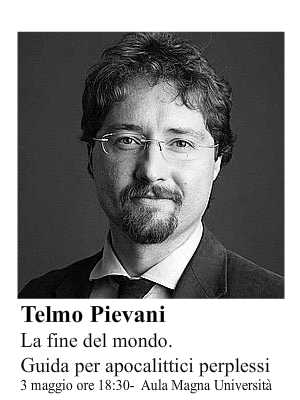 Telmo Pievani
La fine del mondo.
Guida per apocalittici perplessi
3 maggio ore 18:30-  Aula Magna Università